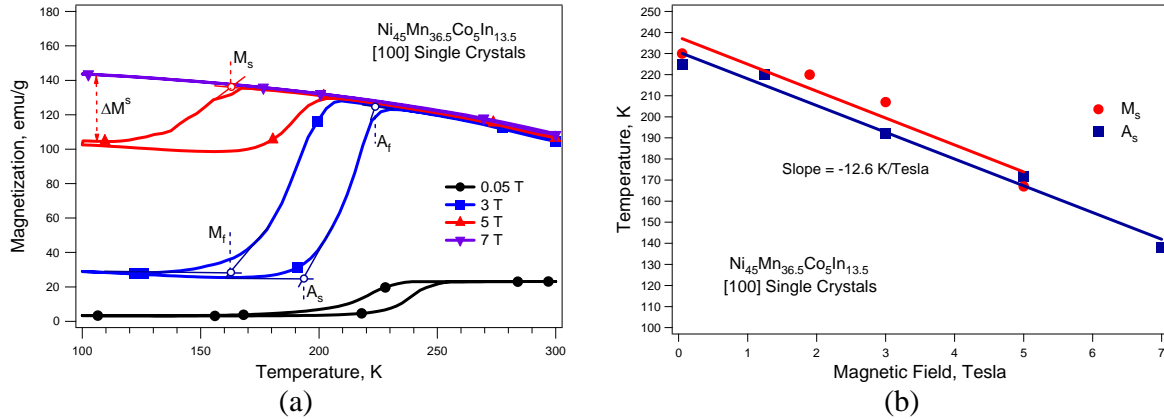 Ni45Mn36.5Co5In13.5
[100] Single Crystals
Magnetization, emu/g
180
160
140
120
100
80
60
40
20
0
Ms
ΔMs
Af
Mf
As
0.05 T
3 T
5 T
7 T
100
150
200
250
300
Temperature, K
(a)
Temperature, K
280
270
260
250
240
230
220
210
200
190
180
170
160
150
140
130
120
110
100
Ms
As
Slope = -12.6 K/Tesla
Ni45Mn36.5Co5In13.5
[100] Single Crystals
0
1
2
3
4
5
6
7
Magnetic Field, Tesla
(b)